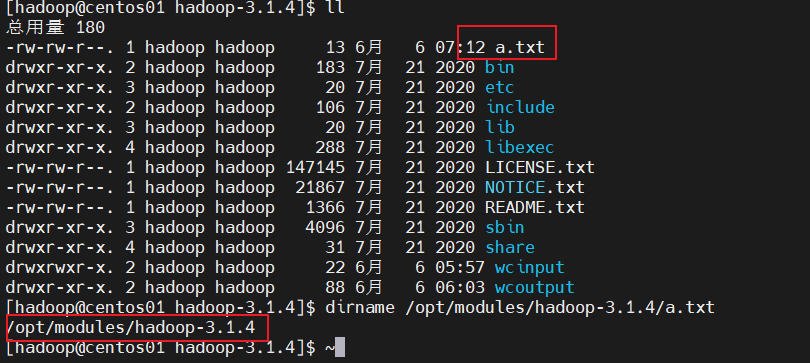 [hadoop@centos01 hadoop-3.1.4]$ ll
总用量 180
-rw-rw-r--. 1 hadoop hadoop     13 6月   6 07:12 a.txt
drwxr-xr-x. 2 hadoop hadoop    183 7月  21 2020 bin
drwxr-xr-x. 3 hadoop hadoop     20 7月  21 2020 etc
drwxr-xr-x. 2 hadoop hadoop    106 7月  21 2020 include
drwxr-xr-x. 3 hadoop hadoop     20 7月  21 2020 lib
drwxr-xr-x. 4 hadoop hadoop    288 7月  21 2020 libexec
-rw-rw-r--. 1 hadoop hadoop 147145 7月  21 2020 LICENSE.txt
-rw-rw-r--. 1 hadoop hadoop  21867 7月  21 2020 NOTICE.txt
-rw-rw-r--. 1 hadoop hadoop   1366 7月  21 2020 README.txt
drwxr-xr-x. 3 hadoop hadoop   4096 7月  21 2020 sbin
drwxr-xr-x. 4 hadoop hadoop     31 7月  21 2020 share
drwxrwxr-x. 2 hadoop hadoop     22 6月   6 05:57 wcinput
drwxr-xr-x. 2 hadoop hadoop     88 6月   6 06:03 wcoutput
[hadoop@centos01 hadoop-3.1.4]$ dirname /opt/modules/hadoop-3.1.4/a.txt
/opt/modules/hadoop-3.1.4
[hadoop@centos01 hadoop-3.1.4]$ ~